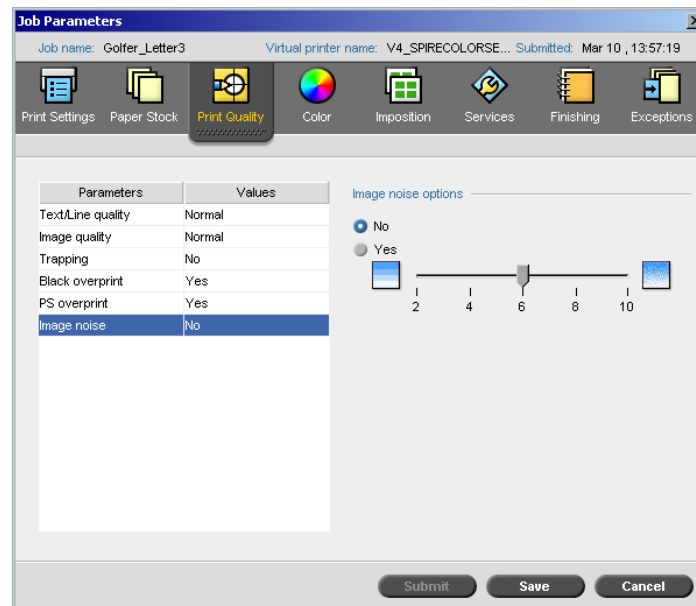 Job Parameters
Job name: Golfer_Letter3 Virtual printer name: V4_SPIRECOLORSE... Submitted: Mar 10 , 13:57:19
Print Settings Paper Stock Print Quality Color Imposition Services Finishing Exceptions
Parameters Values
Text/Line quality Normal
Image quality Normal
Trapping No
Black overprint Yes
PS overprint Yes
Image noise No
Image noise options
No
Yes
2 4 6 8 10
Submit Save Cancel